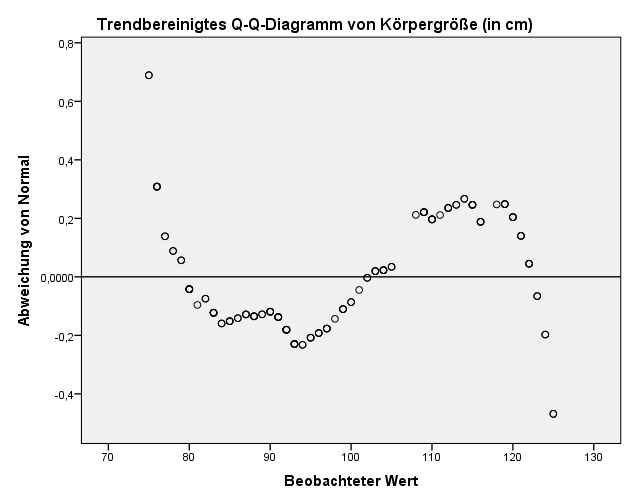 Trendbereinigtes Q-Q-Diagramm von Körpergröße (in cm)
Abweichung von Normal
0,8
0,6
0,4
0,2
0,0000
-0,2
-0,4
70 80 90 100 110 120 130
Beobachteter Wert